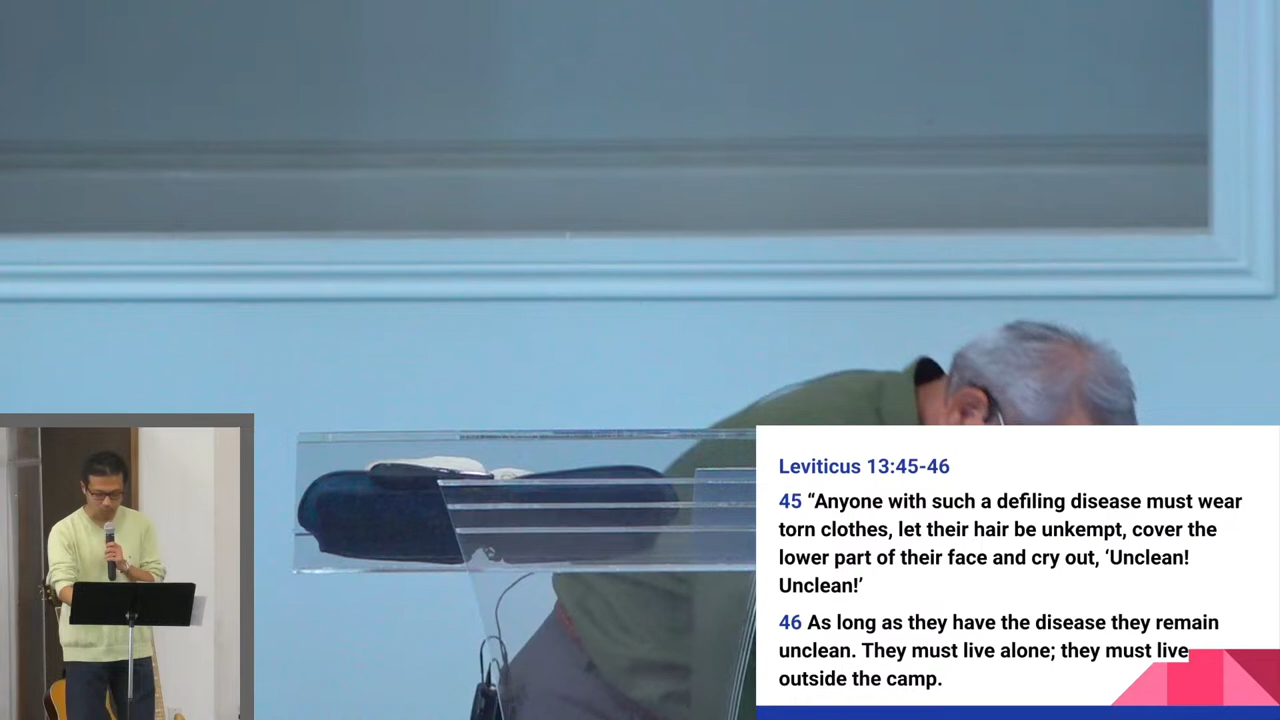 Leviticus 13:45-46
45 “Anyone with such a defiling disease must wear
torn clothes, let their hair be unkempt, cover the
lower part of their face and cry out, ‘Unclean!
Unclean!’
46 As long as they have the disease they remain
unclean. They must live alone; they must live
outside the camp.